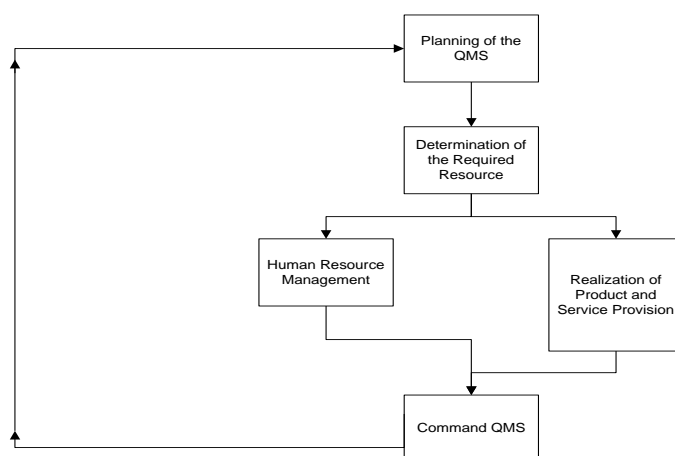 Planning of the
QMS
Determination of
the Required
Resource
Human Resource
Management
Realization of
Product and
Service Provision
Command QMS